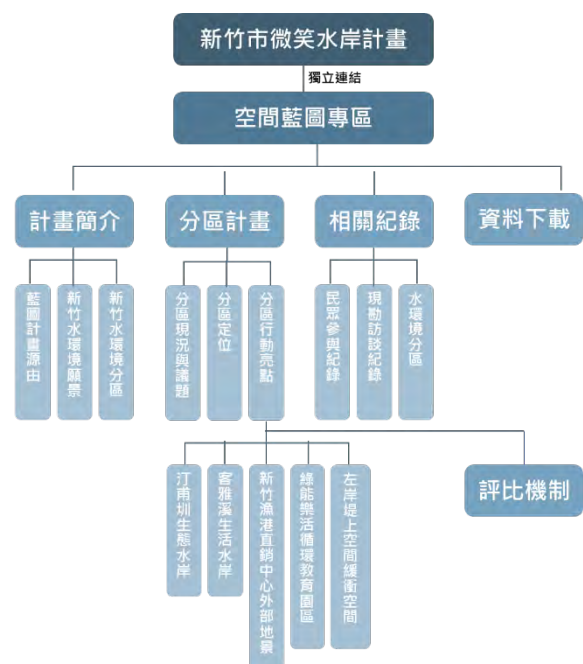 新竹市微笑水岸計畫
獨立連結
空間藍圖專區
計畫簡介
分區計畫
相關紀錄
資料下載
藍圖計畫源由
新竹水環境願景
新竹水環境分區
分區現況與議題
分區定位
分區行動亮點
民眾參與紀錄
現勘訪談紀錄
水環境分區
汀甫圳生態水岸
客雅溪生活水岸
新竹漁港直銷中心外部地景
綠能樂活循環教育園區
左岸堤上空間緩衝空間
評比機制